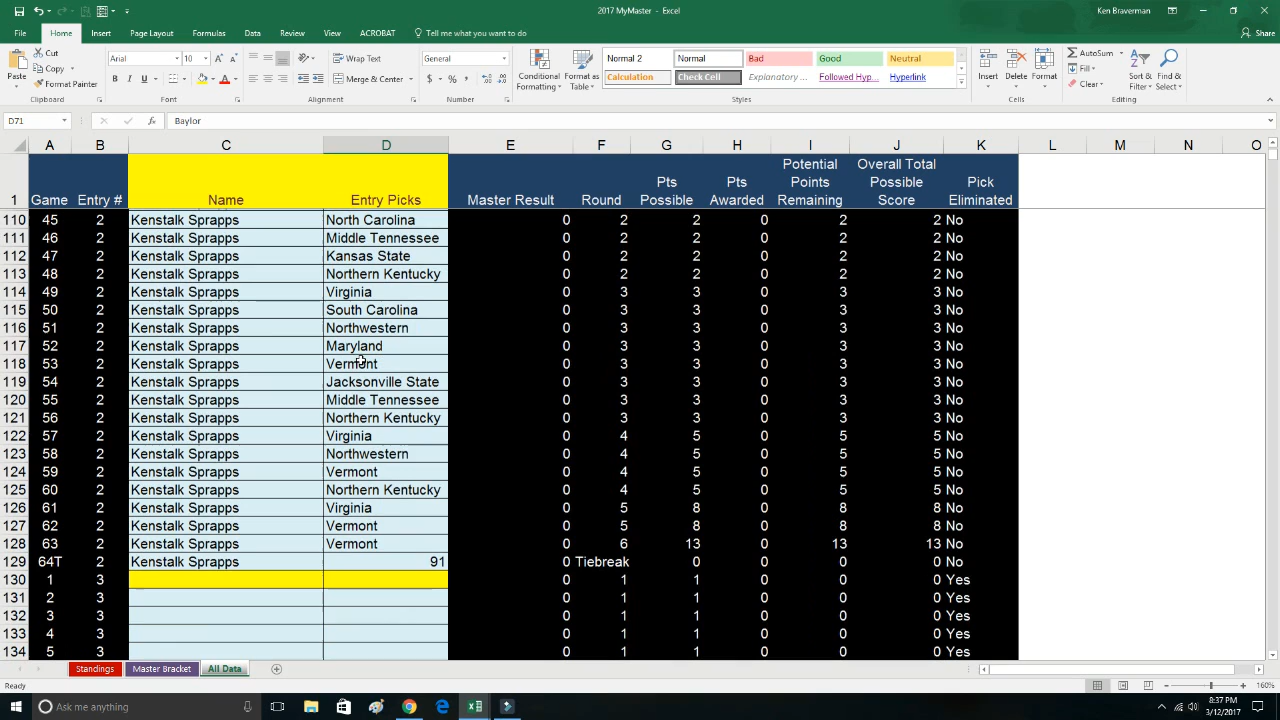 2017 MyMaster - Excel
Ken Braverman
File Home Insert Page Layout Formulas Data Review View ACROBAT Tell me what you want to do Share
Paste
Cut
Copy
Format Painter
Clipboard
Arial 10
B I U
Font
Wrap Text
Merge & Center
Alignment
General
$ % ,
Number
Conditional Formatting
Format as Table
Normal 2 Normal Bad Good Neutral
Calculation Check Cell Explanatory ... Followed Hyp... Hyperlink
Styles
Insert Delete Format
Cells
AutoSum
Fill
Clear
Sort & Filter
Find & Select
Editing
D71 fx Baylor
A B C D E F G H I J K L M N O
1 Game Entry # Name Entry Picks Master Result Round Pts Possible Pts Awarded Potential Points Remaining Overall Total Possible Score Pick Eliminated
110 45 2 Kenstalk Sprapps North Carolina 0 2 2 0 2 2 No
111 46 2 Kenstalk Sprapps Middle Tennessee 0 2 2 0 2 2 No
112 47 2 Kenstalk Sprapps Kansas State 0 2 2 0 2 2 No
113 48 2 Kenstalk Sprapps Northern Kentucky 0 2 2 0 2 2 No
114 49 2 Kenstalk Sprapps Virginia 0 3 3 0 3 3 No
115 50 2 Kenstalk Sprapps South Carolina 0 3 3 0 3 3 No
116 51 2 Kenstalk Sprapps Northwestern 0 3 3 0 3 3 No
117 52 2 Kenstalk Sprapps Maryland 0 3 3 0 3 3 No
118 53 2 Kenstalk Sprapps Vermont 0 3 3 0 3 3 No
119 54 2 Kenstalk Sprapps Jacksonville State 0 3 3 0 3 3 No
120 55 2 Kenstalk Sprapps Middle Tennessee 0 3 3 0 3 3 No
121 56 2 Kenstalk Sprapps Northern Kentucky 0 3 3 0 3 3 No
122 57 2 Kenstalk Sprapps Virginia 0 4 5 0 5 5 No
123 58 2 Kenstalk Sprapps Northwestern 0 4 5 0 5 5 No
124 59 2 Kenstalk Sprapps Vermont 0 4 5 0 5 5 No
125 60 2 Kenstalk Sprapps Northern Kentucky 0 4 5 0 5 5 No
126 61 2 Kenstalk Sprapps Virginia 0 5 8 0 8 8 No
127 62 2 Kenstalk Sprapps Vermont 0 5 8 0 8 8 No
128 63 2 Kenstalk Sprapps Vermont 0 6 13 0 13 13 No
129 64T 2 Kenstalk Sprapps 91 0 Tiebreak 0 0 0 0 No
130 1 3 0 1 1 0 0 0 Yes
131 2 3 0 1 1 0 0 0 Yes
132 3 3 0 1 1 0 0 0 Yes
133 4 3 0 1 1 0 0 0 Yes
134 5 3 0 1 1 0 0 0 Yes
Standings Master Bracket All Data
Ready 160%
Ask me anything
8:37 PM
3/12/2017